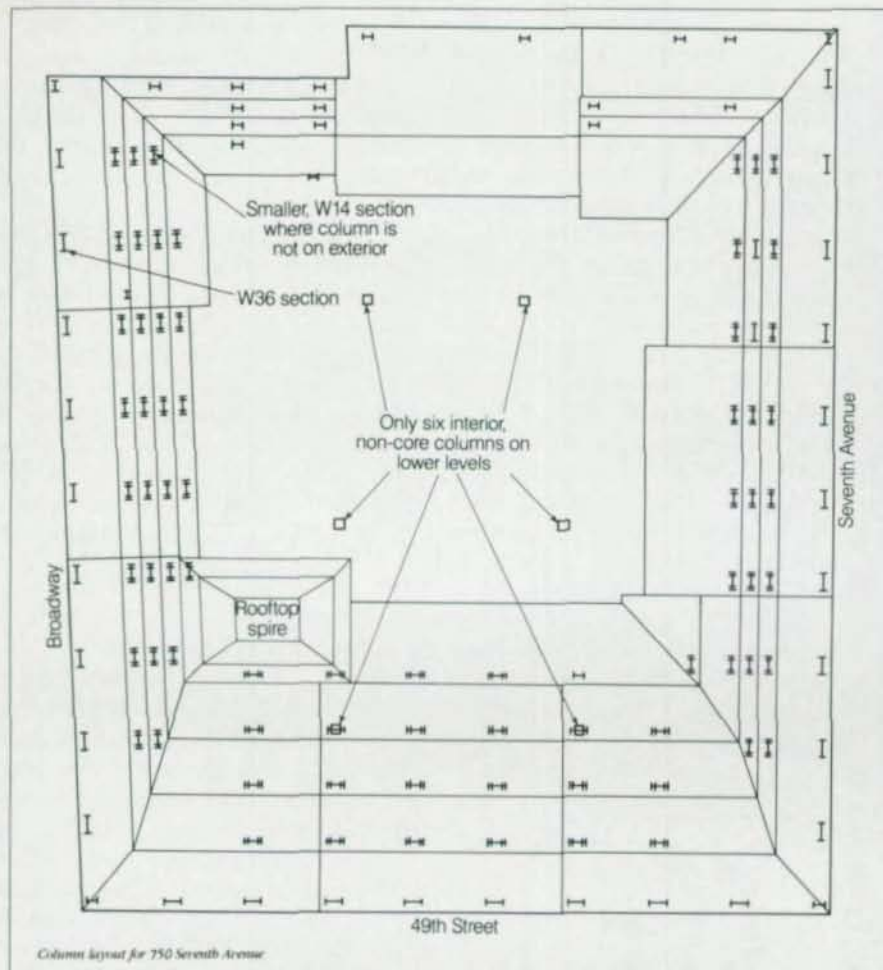 Smaller, W14 section
where column is
not on exterior
W36 section
Only six interior,
non-core columns on
lower levels
Seventh Avenue
Broadway
Rooftop
spire
49th Street
Column layout for 750 Seventh Avenue